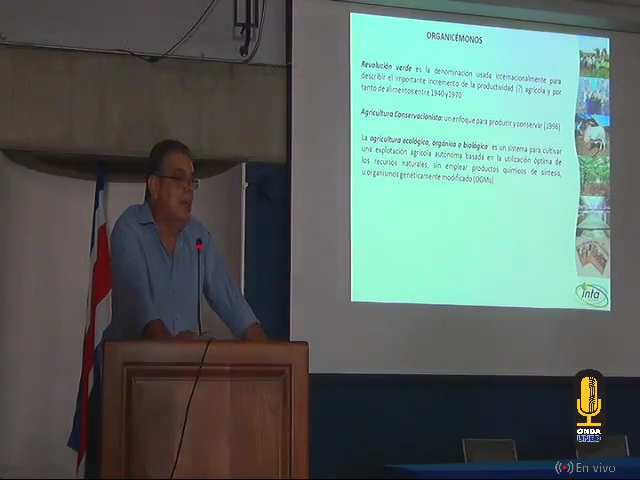 ORGANICÉMONOS
Revolución verde es la denominación usada internacionalmente para
describir el importante incremento de la productividad (?) agrícola y por
tanto de alimentos entre 1940 y 1970
Agricultura Conservacionista: un enfoque para producir y conservar (1996)
La agricultura ecológica, orgánica o biológica es un sistema para cultivar
una explotación agrícola autónoma basada en la utilización óptima de
los recursos naturales, sin emplear productos químicos de síntesis,
u organismos genéticamente modificado (OGMs)
inta
ONDA
UNED
En vivo